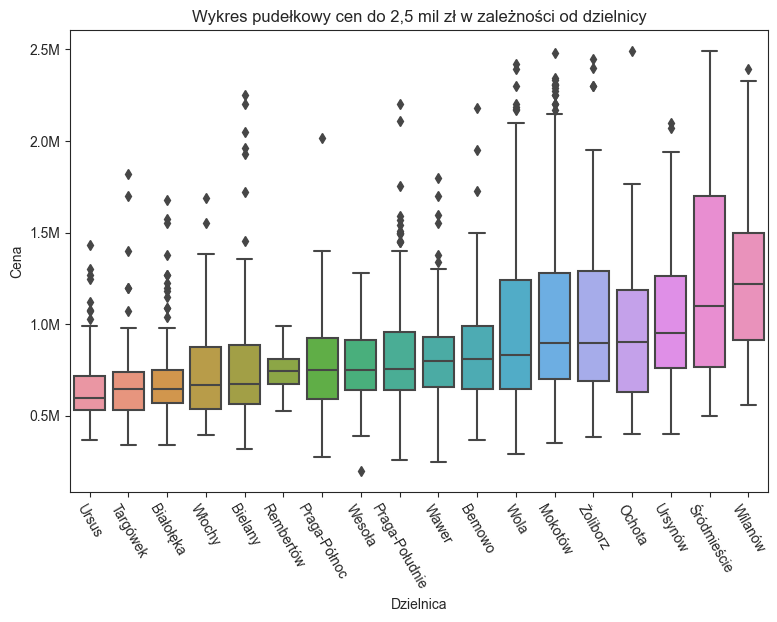 Wykres pudełkowy cen do 2,5 mil zł w zależności od dzielnicy
2.5M
2.0M
1.5M
1.0M
0.5M
Cena
Ursus
Targówek
Białołęka
Włochy
Bielany
Rembertów
Praga-Północ
Wesoła
Praga-Południe
Wawer
Bemowo
Wola
Mokotów
Żoliborz
Ochota
Ursynów
Śródmieście
Wilanów
Dzielnica